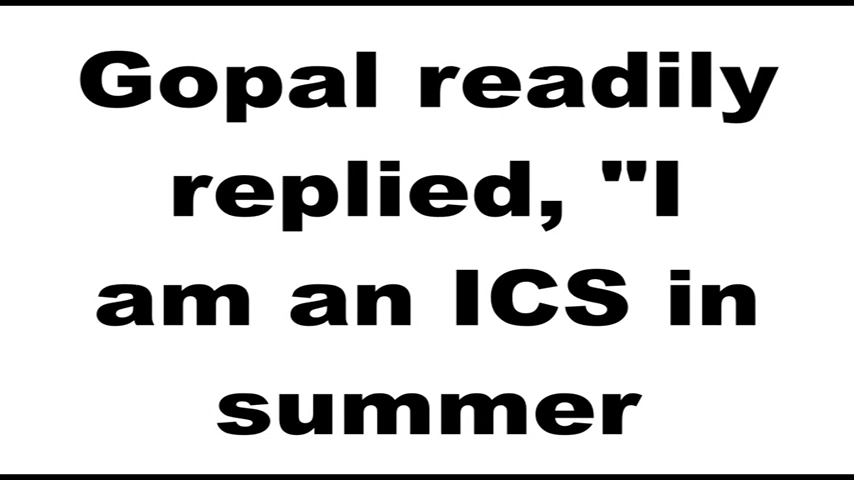 Gopal readily
replied, "I
am an ICS in
summer